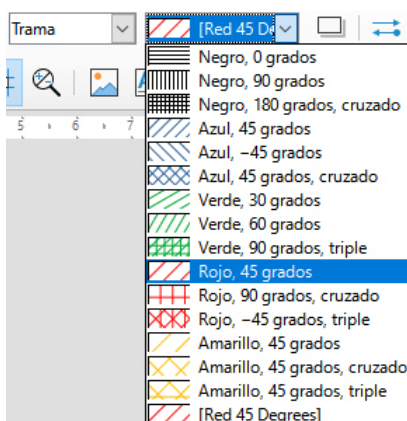 Trama [Red 45 De
Negro, 0 grados
Negro, 90 grados
Negro, 180 grados, cruzado
Azul, 45 grados
Azul, −45 grados
Azul, 45 grados, cruzado
5 6 7
Verde, 30 grados
Verde, 60 grados
Verde, 90 grados, triple
Rojo, 45 grados
Rojo, 90 grados, cruzado
Rojo, −45 grados, triple
Amarillo, 45 grados
Amarillo, 45 grados, cruzado
Amarillo, 45 grados, triple
[Red 45 Degrees]